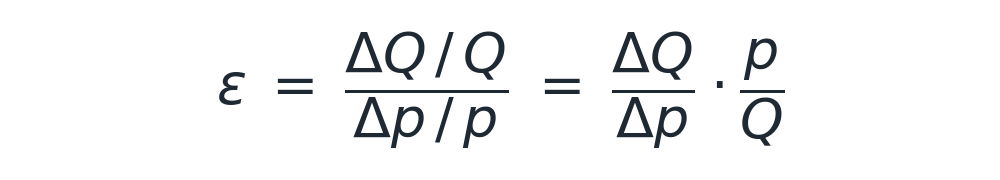 ε = ΔQ / Q / Δp / p = ΔQ / Δp · p / Q